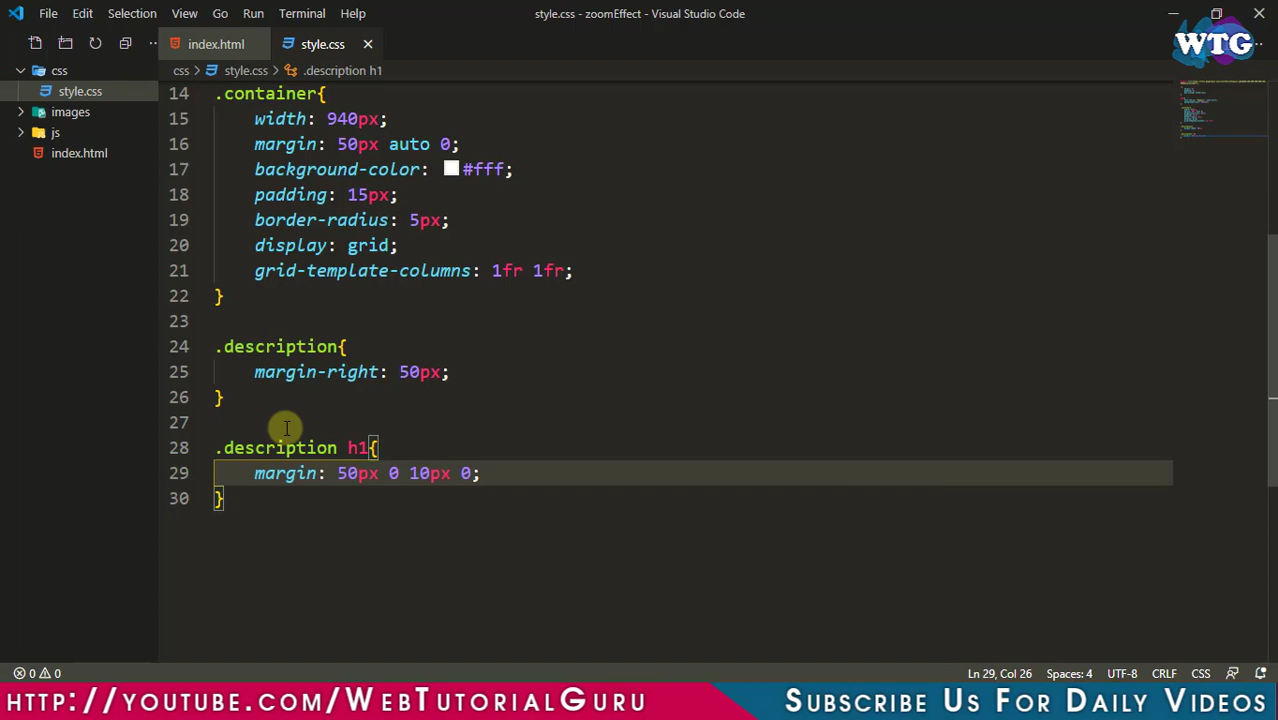 File Edit Selection View Go Run Terminal Help
style.css - zoomEffect - Visual Studio Code
index.html
style.css
WTG
css
style.css
images
js
index.html
css > style.css > .description h1
14 .container{
15 width: 940px;
16 margin: 50px auto 0;
17 background-color: #fff;
18 padding: 15px;
19 border-radius: 5px;
20 display: grid;
21 grid-template-columns: 1fr 1fr;
22 }
23
24 .description{
25 margin-right: 50px;
26 }
27
28 .description h1{
29 margin: 50px 0 10px 0;
30 }
0 0
Ln 29, Col 26 Spaces: 4 UTF-8 CRLF CSS
http://youtube.com/WebTutorialGuru
Subscribe Us For Daily Videos